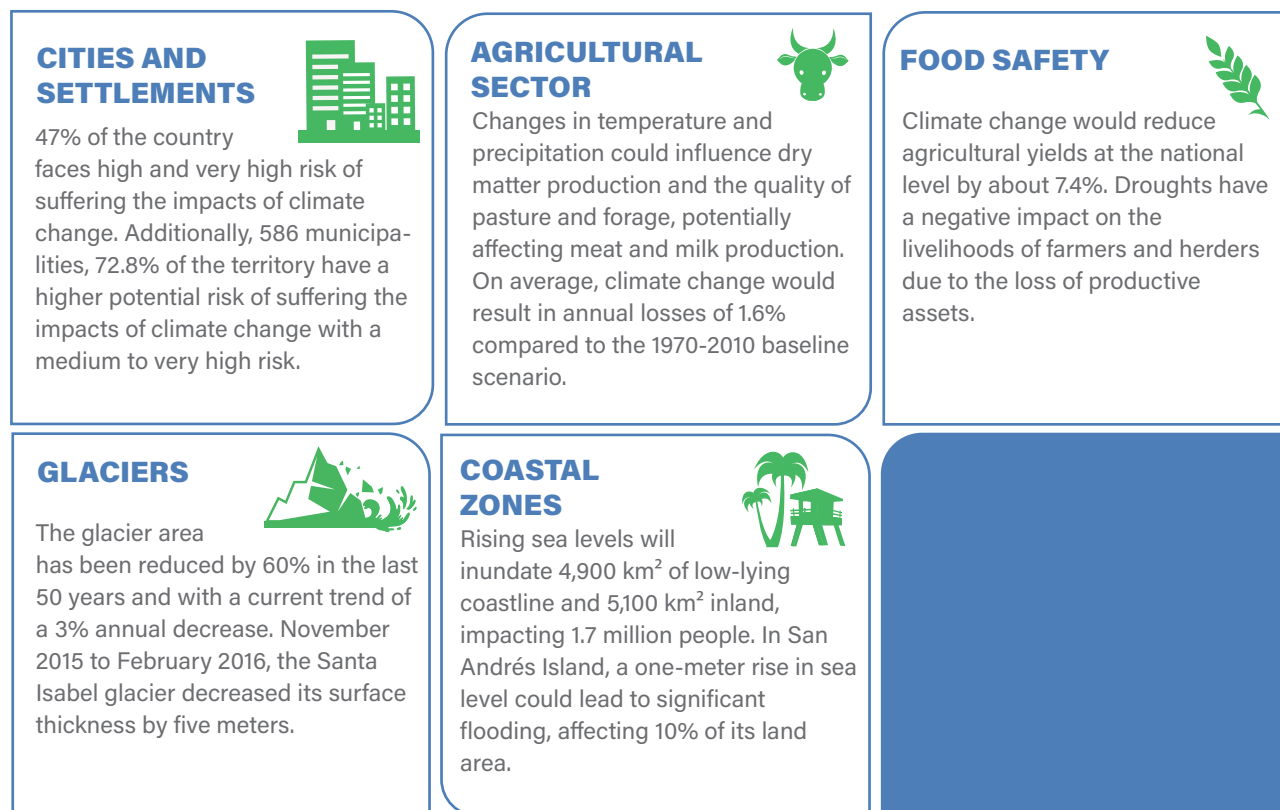 CITIES AND
SETTLEMENTS
47% of the country
faces high and very high risk of
suffering the impacts of climate
change. Additionally, 586 municipa-
lities, 72.8% of the territory have a
higher potential risk of suffering the
impacts of climate change with a
medium to very high risk.
AGRICULTURAL
SECTOR
Changes in temperature and
precipitation could influence dry
matter production and the quality of
pasture and forage, potentially
affecting meat and milk production.
On average, climate change would
result in annual losses of 1.6%
compared to the 1970-2010 baseline
scenario.
FOOD SAFETY
Climate change would reduce
agricultural yields at the national
level by about 7.4%. Droughts have
a negative impact on the
livelihoods of farmers and herders
due to the loss of productive
assets.
GLACIERS
The glacier area
has been reduced by 60% in the last
50 years and with a current trend of
a 3% annual decrease. November
2015 to February 2016, the Santa
Isabel glacier decreased its surface
thickness by five meters.
COASTAL
ZONES
Rising sea levels will
inundate 4,900 km² of low-lying
coastline and 5,100 km² inland,
impacting 1.7 million people. In San
Andrés Island, a one-meter rise in sea
level could lead to significant
flooding, affecting 10% of its land
area.